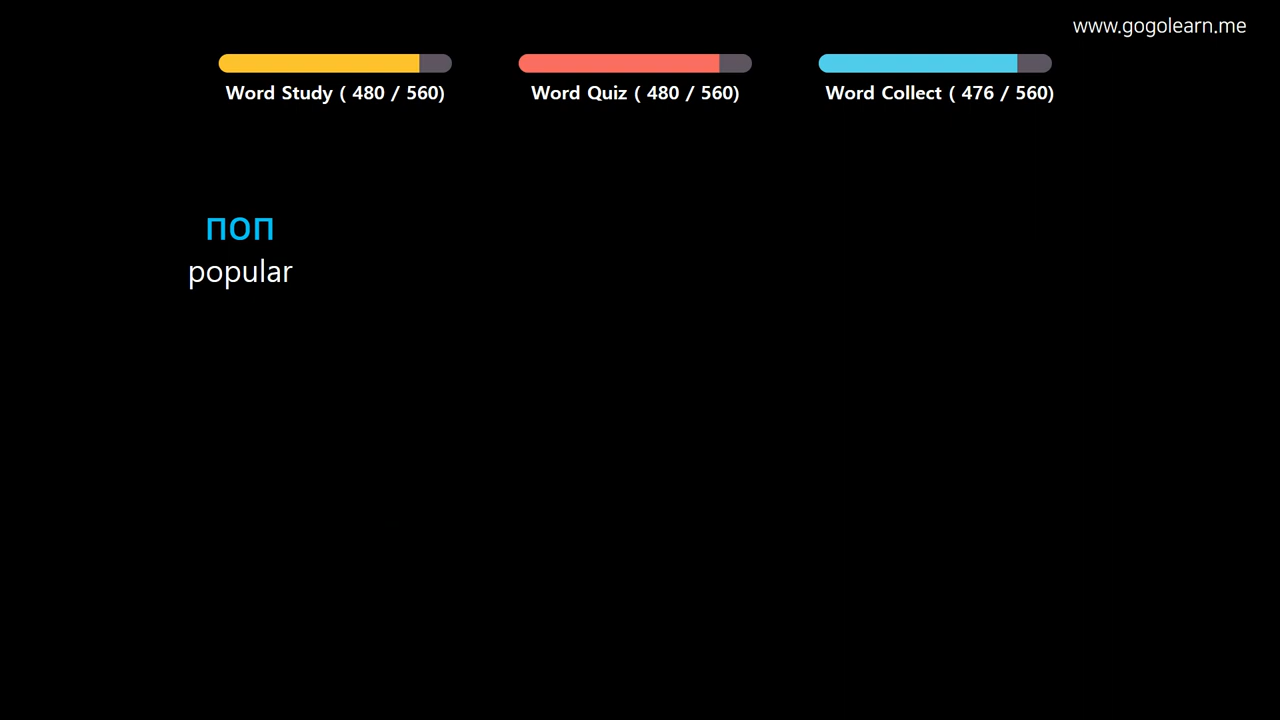 www.gogolearn.me
Word Study ( 480 / 560)
Word Quiz ( 480 / 560)
Word Collect ( 476 / 560)
поп
popular